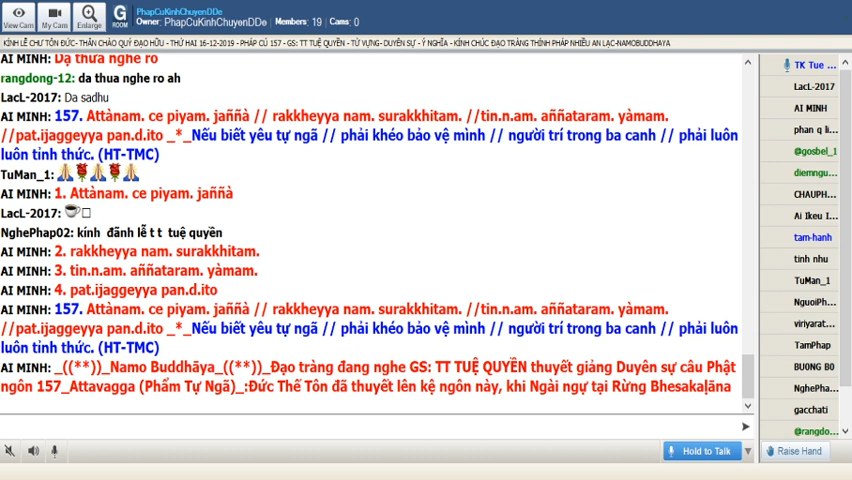 View Cam
My Cam
Enlarge
G
ROOM
PhapCuKinhChuyenDDe
Owner: PhapCuKinhChuyenDDe Members: 19 Cams: 0
KÍNH LỄ CHƯ TÔN ĐỨC- THÂN CHÀO QUÝ ĐẠO HỮU - THỨ HAI 16-12-2019 - PHÁP CÚ 157 - GS: TT TUỆ QUYỀN - TỪ VỰNG- DUYÊN SỰ - Ý NGHĨA - KÍNH CHÚC ĐẠO TRÀNG THÍNH PHÁP NHIỀU AN LẠC-NAMOBUDDHAYA
AI MINH: Dạ thưa nghe rõ
rangdong-12: da thua nghe ro ah
LacL-2017: Da sadhu
AI MINH: 157. Attànam. ce piyam. jaññà // rakkheyya nam. surakkhitam. //tin.n.am. aññataram. yàmam.
//pat.ijaggeyya pan.d.ito _*_Nếu biết yêu tự ngã // phải khéo bảo vệ mình // người trí trong ba canh // phải luôn
luôn tỉnh thức. (HT-TMC)
TuMan_1: 🙏🌹🙏🌹🙏
AI MINH: 1. Attànam. ce piyam. jaññà
LacL-2017: ☕□
NghePhap02: kính đãnh lễ t t tuệ quyền
AI MINH: 2. rakkheyya nam. surakkhitam.
AI MINH: 3. tin.n.am. aññataram. yàmam.
AI MINH: 4. pat.ijaggeyya pan.d.ito
AI MINH: 157. Attànam. ce piyam. jaññà // rakkheyya nam. surakkhitam. //tin.n.am. aññataram. yàmam.
//pat.ijaggeyya pan.d.ito _*_Nếu biết yêu tự ngã // phải khéo bảo vệ mình // người trí trong ba canh // phải luôn
luôn tỉnh thức. (HT-TMC)
AI MINH: _((**))_Namo Buddhāya_((**))_Đạo tràng đang nghe GS: TT TUỆ QUYỀN thuyết giảng Duyên sự câu Phật
ngôn 157_Attavagga (Phẩm Tự Ngã)_:Đức Thế Tôn đã thuyết lên kệ ngôn này, khi Ngài ngự tại Rừng Bhesakaḷāna
Hold to Talk
TK Tue ...
LacL-2017
AI MINH
phan q li...
@gosbel_1
diemngu...
CHAUPH...
Ai Ikeu I...
tam-hanh
tinh nhu
TuMan_1
NguoiPh...
viriyarat...
TamPhap
BU0NG B0
NghePha...
gacchati
@rangdo...
Raise Hand